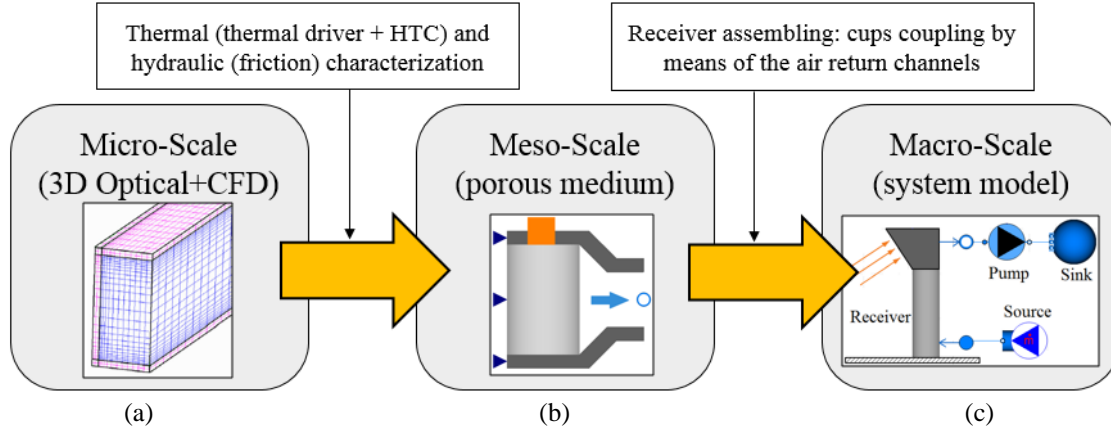 Thermal (thermal driver + HTC) and
hydraulic (friction) characterization
Receiver assembling: cups coupling by
means of the air return channels
Micro-Scale
(3D Optical+CFD)
Meso-Scale
(porous medium)
Macro-Scale
(system model)
Pump
Sink
Source
Receiver
(a)
(b)
(c)